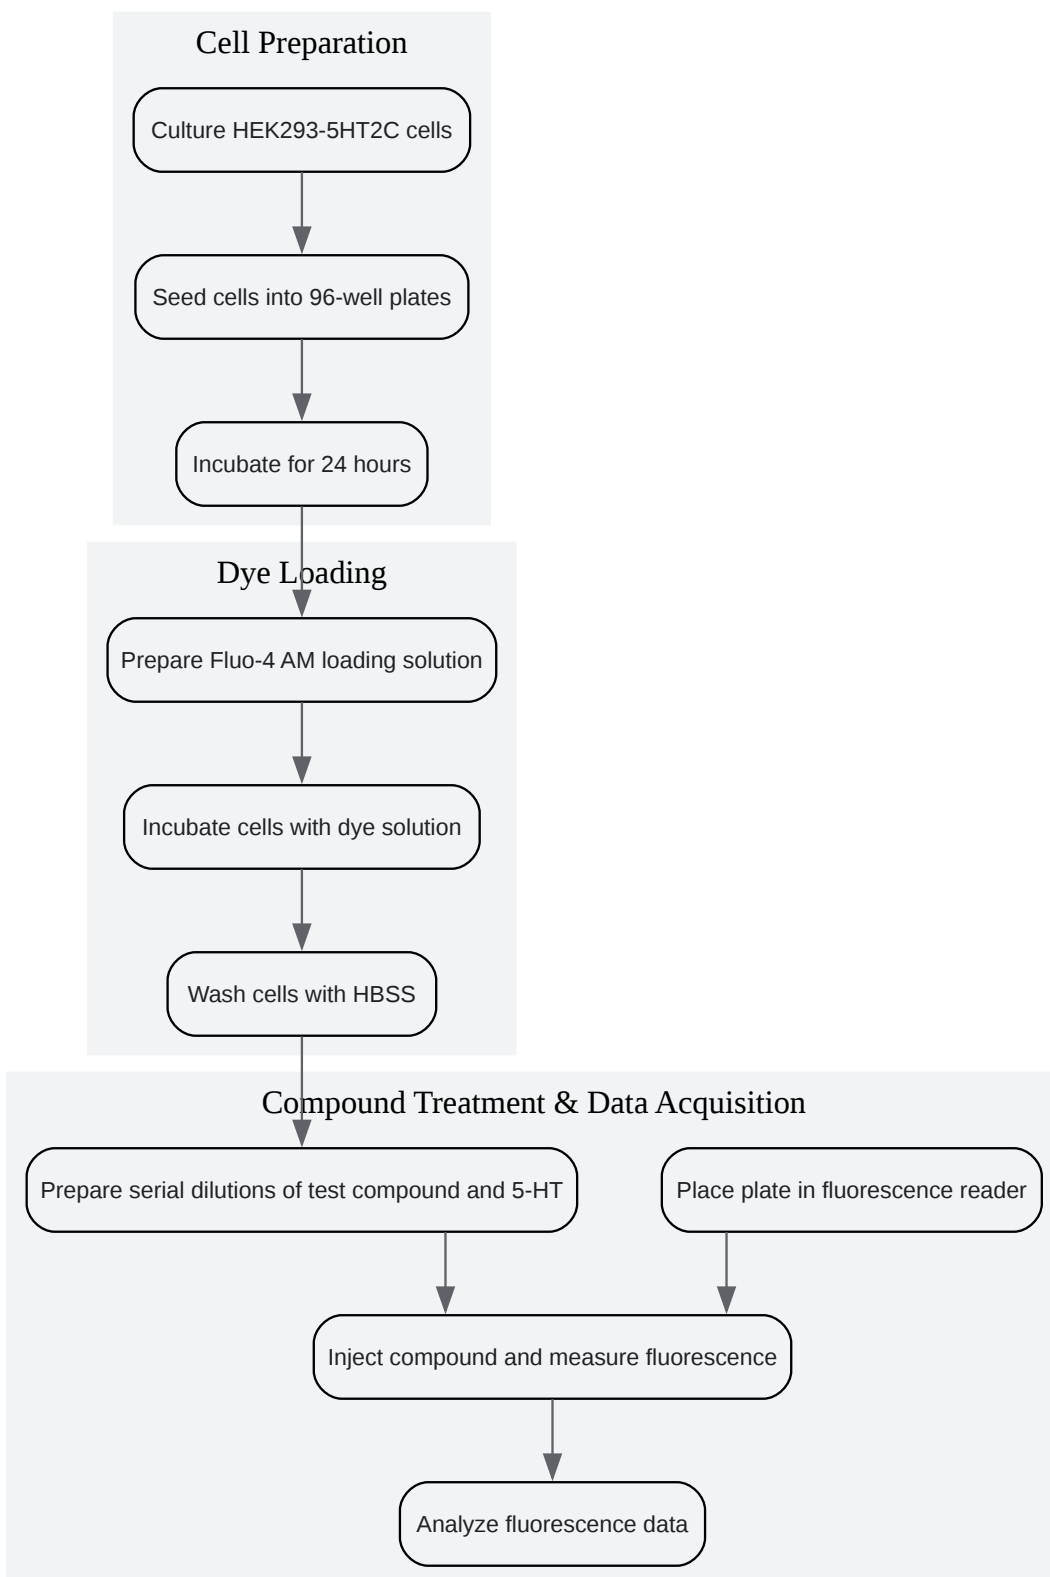 Cell Preparation
Culture HEK293-5HT2C cells
Seed cells into 96-well plates
Incubate for 24 hours
Dye Loading
Prepare Fluo-4 AM loading solution
Incubate cells with dye solution
Wash cells with HBSS
Compound Treatment & Data Acquisition
Prepare serial dilutions of test compound and 5-HT
Place plate in fluorescence reader
Inject compound and measure fluorescence
Analyze fluorescence data